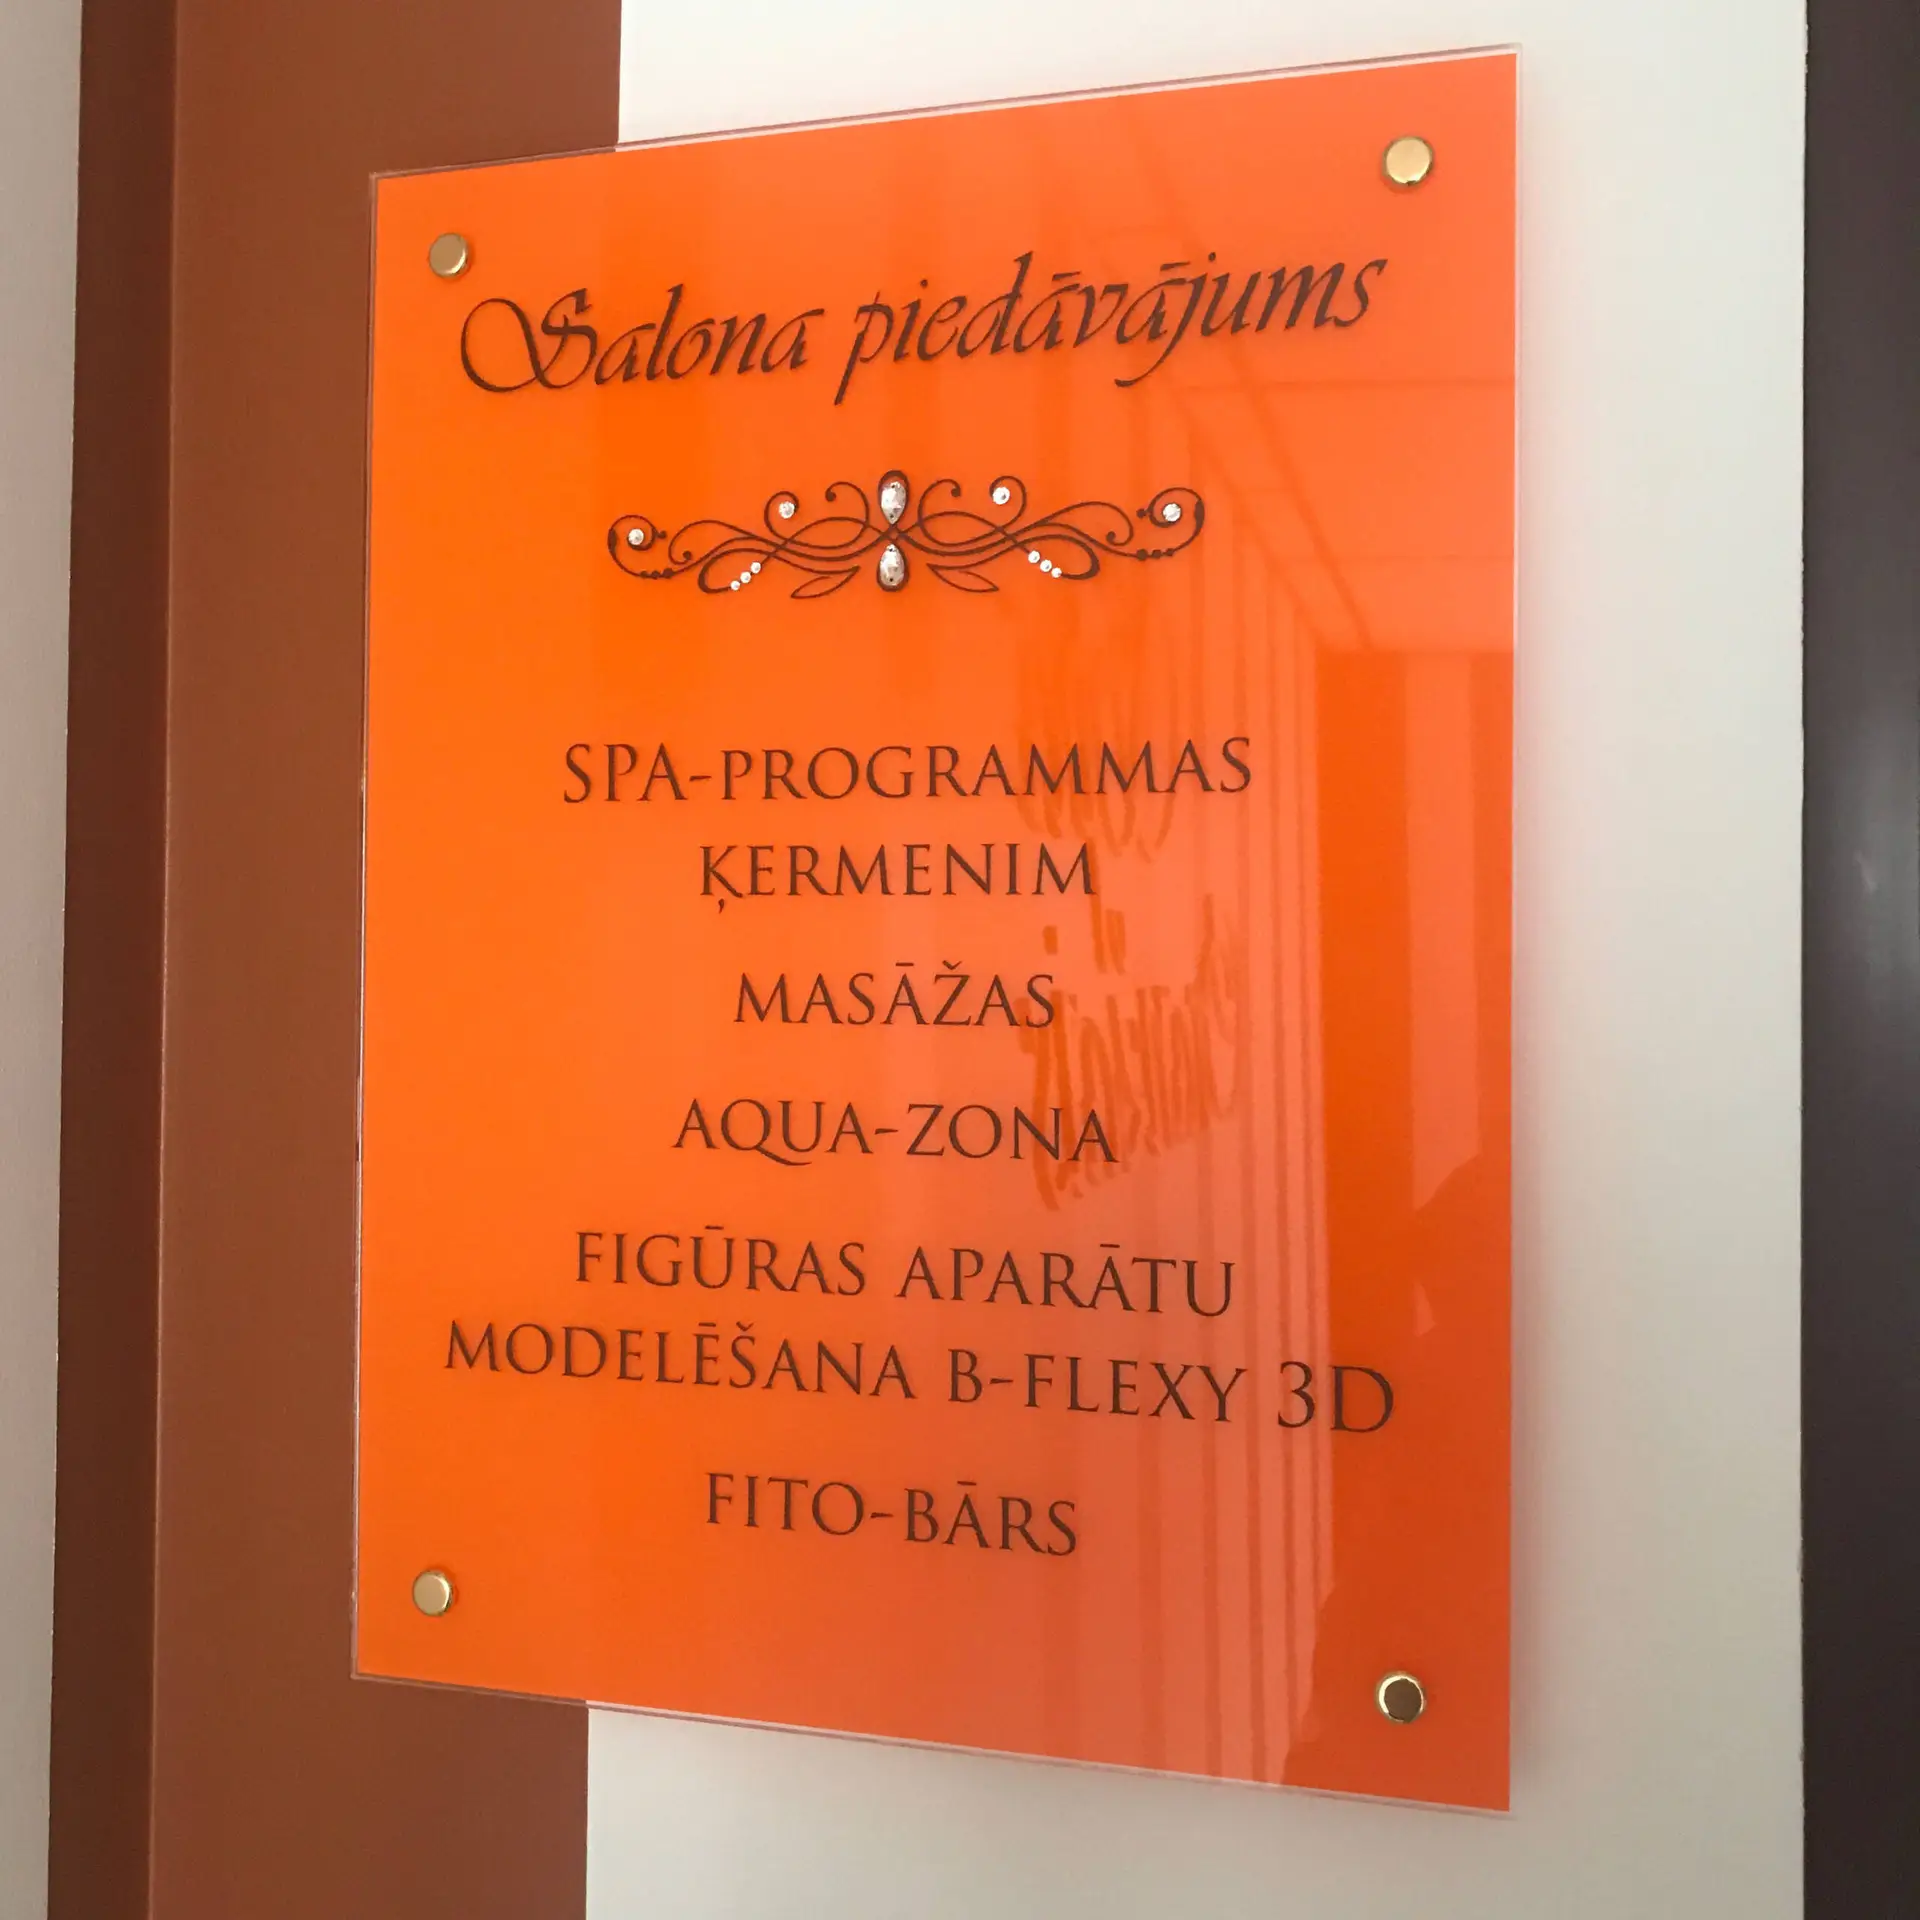 Salona piedāvājums
SPA-PROGRAMMAS
ĶERMENIM
MASĀŽAS
AQUA-ZONA
FIGŪRAS APARĀTU
MODELĒŠANA B-FLEXY 3D
FITO-BĀRS